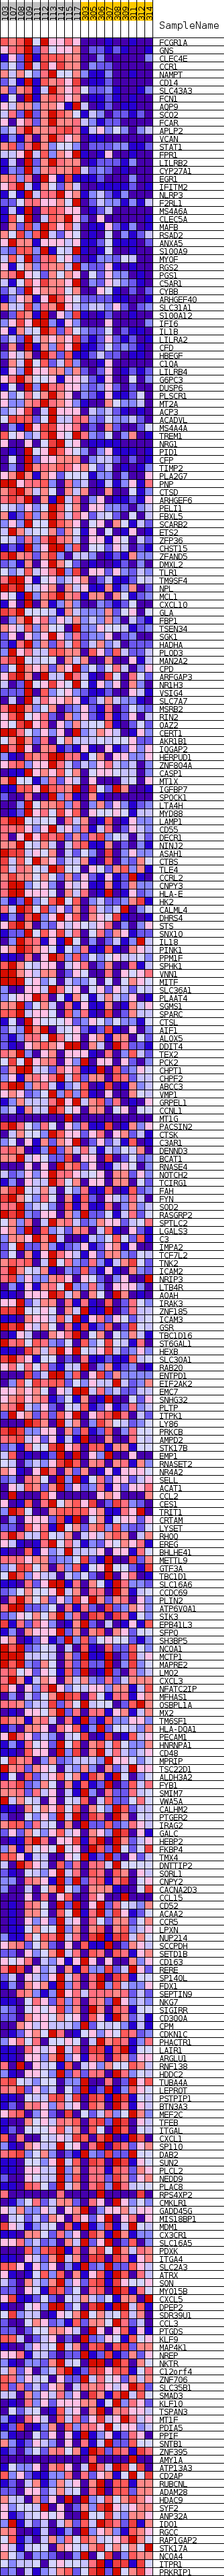 SampleName
FCGR1A
GNS
CLEC4E
CCR1
NAMPT
CD14
SLC43A3
FCN1
AQP9
SCO2
FCAR
APLP2
VCAN
STAT1
FPR1
LILRB2
CYP27A1
EGR1
IFITM2
NLRP3
F2RL1
MS4A6A
CLEC5A
MAFB
RSAD2
ANXA5
S100A9
MYOF
RGS2
PGS1
C5AR1
CYBB
ARHGEF40
SLC31A1
S100A12
IFI6
IL1B
LILRA2
CFD
HBEGF
C1QA
LILRB4
G6PC3
DUSP6
PLSCR1
MT2A
ACP3
ACADVL
MS4A4A
TREM1
NRG1
PID1
CFP
TIMP2
PLA2G7
PNP
CTSD
ARHGEF6
PELI1
FBXL5
SCARB2
ETS2
ZFP36
CHST15
ZFAND5
DMXL2
TLR1
TM9SF4
NPL
MCL1
CXCL10
GLA
FBP1
TSEN34
SGK1
HADHA
PLOD3
MAN2A2
CPD
ARFGAP3
NR1H3
VSIG4
SLC7A7
MSRB2
RIN2
OAZ2
CERT1
AKR1B1
IQGAP2
HERPUD1
ZNF804A
CASP1
MT1X
IGFBP7
SPOCK1
LTA4H
MYD88
LAMP1
CD55
DECR1
NINJ2
ASAH1
CTBS
TLE4
CCRL2
CNPY3
HLA-E
HK2
CALML4
DHRS4
STS
SNX10
IL18
PINK1
PPM1F
SPHK1
VNN1
MITF
SLC36A1
PLAAT4
SGMS1
SPARC
CTSL
AIF1
ALOX5
DDIT4
TEX2
PCK2
CHPT1
CHPF2
ABCC3
VMP1
GRPEL1
CCNL1
MT1G
PACSIN2
CTSK
C3AR1
DENND3
BCAT1
RNASE4
NOTCH2
TCIRG1
FAH
FYN
SOD2
RASGRP2
SPTLC2
LGALS3
C3
IMPA2
TCF7L2
TNK2
ICAM2
NRIP3
LTB4R
AOAH
IRAK3
ZNF185
ICAM3
GSR
TBC1D16
ST6GAL1
HEXB
SLC30A1
RAB20
ENTPD1
EIF2AK2
EMC7
SNHG32
PLTP
ITPK1
LY86
PRKCB
AMPD2
STK17B
EMP1
RNASET2
NR4A2
SELL
ACAT1
CCL2
CES1
TRIT1
CRTAM
LYSET
RHOQ
EREG
BHLHE41
METTL9
GTF3A
TBC1D1
SLC16A6
CCDC69
PLIN2
ATP6V0A1
SIK3
EPB41L3
SFPQ
SH3BP5
NCOA1
MCTP1
MAPRE2
LMO2
CXCL3
NFATC2IP
MFHAS1
OSBPL1A
MX2
TM6SF1
HLA-DQA1
PECAM1
HNRNPA1
CD48
MPRIP
TSC22D1
ALDH3A2
FYB1
SMIM7
VWA5A
CALHM2
PTGER2
IRAG2
GALC
HEBP2
FKBP4
TMX4
DNTTIP2
SORL1
CNPY2
CACNA2D3
CCL15
CD52
ACAA2
CCR5
LPXN
NUP214
SCCPDH
SETD1B
CD163
RERE
SP140L
FDX1
SEPTIN9
NKG7
SIGIRR
CD300A
CPM
CDKN1C
PHACTR1
LAIR1
ARGLU1
RNF138
HDDC2
TUBA4A
LEPROT
PSTPIP1
BTN3A3
MEF2C
TFEB
ITGAL
CXCL1
SP110
DAB2
SUN2
PLCL2
NEDD9
PLAC8
RPS4XP2
CMKLR1
GADD45G
MIS18BP1
MDM1
CX3CR1
SLC16A5
PDXK
ITGA4
SLC2A3
ATRX
SON
MYO15B
CXCL5
DPEP2
SDR39U1
CCL3
PTGDS
KLF9
MAP4K1
NREP
NKTR
C12orf4
ZNF706
SLC35B1
SMAD3
KLF10
TSPAN3
MT1F
PDIA5
PPIF
SNTB1
ZNF395
AMY1A
ATP13A3
CD2AP
RUBCNL
ADAM28
HDAC9
SYF2
ANP32A
IDO1
RGCC
RAP1GAP2
STK17A
NCOA4
ITPR1
PRKRIP1